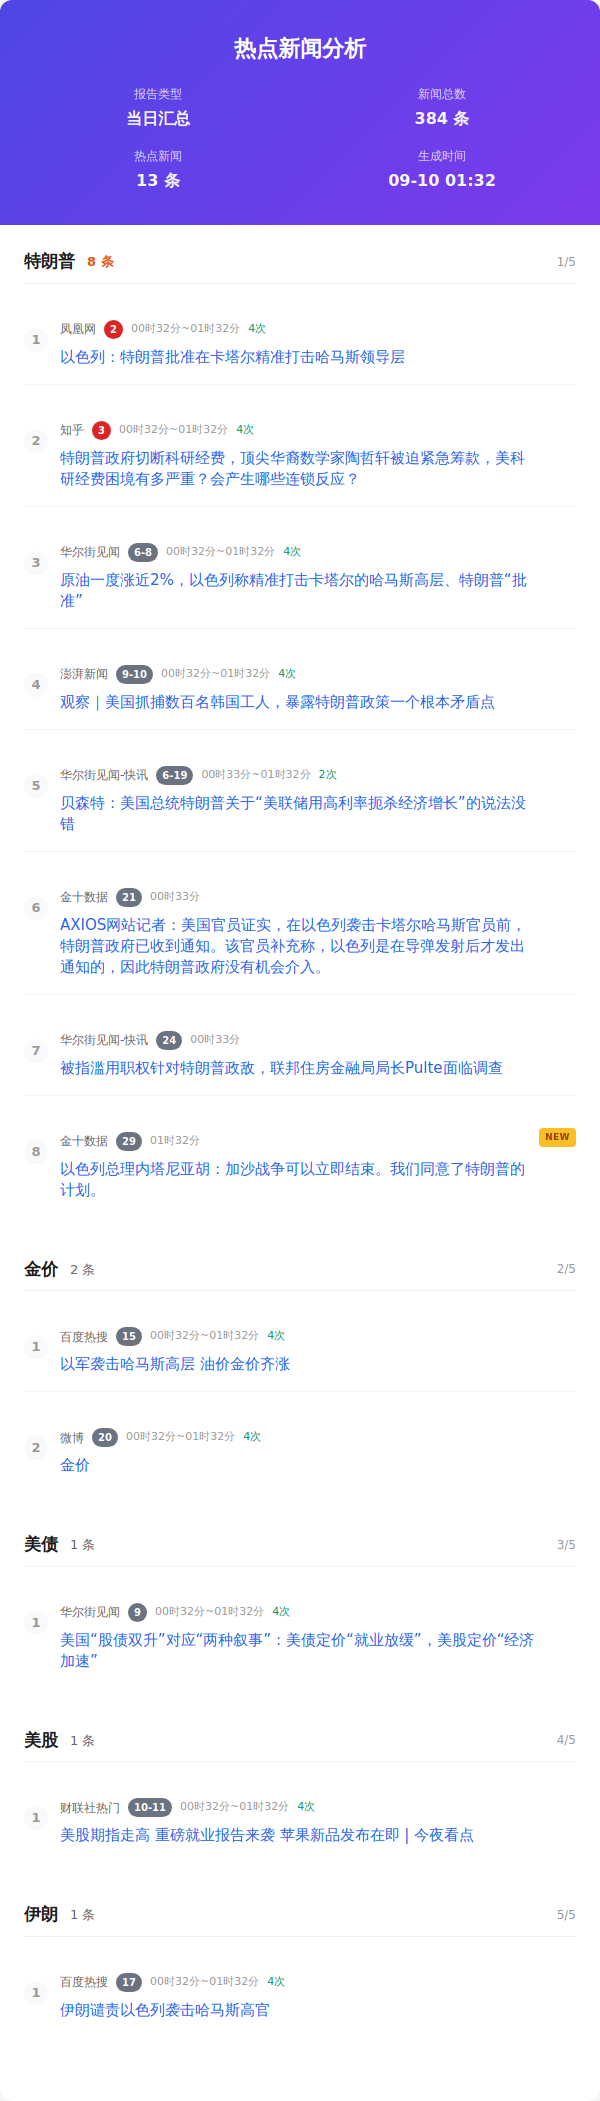 热点新闻分析
报告类型
当日汇总
新闻总数
384 条
热点新闻
13 条
生成时间
09-10 01:32
特朗普 8 条 1/5
1
凤凰网 2 00时32分~01时32分 4次
以色列：特朗普批准在卡塔尔精准打击哈马斯领导层
2
知乎 3 00时32分~01时32分 4次
特朗普政府切断科研经费，顶尖华裔数学家陶哲轩被迫紧急筹款，美科
研经费困境有多严重？会产生哪些连锁反应？
3
华尔街见闻 6-8 00时32分~01时32分 4次
原油一度涨近2%，以色列称精准打击卡塔尔的哈马斯高层、特朗普“批
准”
4
澎湃新闻 9-10 00时32分~01时32分 4次
观察｜美国抓捕数百名韩国工人，暴露特朗普政策一个根本矛盾点
5
华尔街见闻-快讯 6-19 00时33分~01时32分 2次
贝森特：美国总统特朗普关于“美联储用高利率扼杀经济增长”的说法没
错
6
金十数据 21 00时33分
AXIOS网站记者：美国官员证实，在以色列袭击卡塔尔哈马斯官员前，
特朗普政府已收到通知。该官员补充称，以色列是在导弹发射后才发出
通知的，因此特朗普政府没有机会介入。
7
华尔街见闻-快讯 24 00时33分
被指滥用职权针对特朗普政敌，联邦住房金融局局长Pulte面临调查
8
金十数据 29 01时32分 NEW
以色列总理内塔尼亚胡：加沙战争可以立即结束。我们同意了特朗普的
计划。
金价 2 条 2/5
1
百度热搜 15 00时32分~01时32分 4次
以军袭击哈马斯高层 油价金价齐涨
2
微博 20 00时32分~01时32分 4次
金价
美债 1 条 3/5
1
华尔街见闻 9 00时32分~01时32分 4次
美国“股债双升”对应“两种叙事”：美债定价“就业放缓”，美股定价“经济
加速”
美股 1 条 4/5
1
财联社热门 10-11 00时32分~01时32分 4次
美股期指走高 重磅就业报告来袭 苹果新品发布在即 | 今夜看点
伊朗 1 条 5/5
1
百度热搜 17 00时32分~01时32分 4次
伊朗谴责以色列袭击哈马斯高官